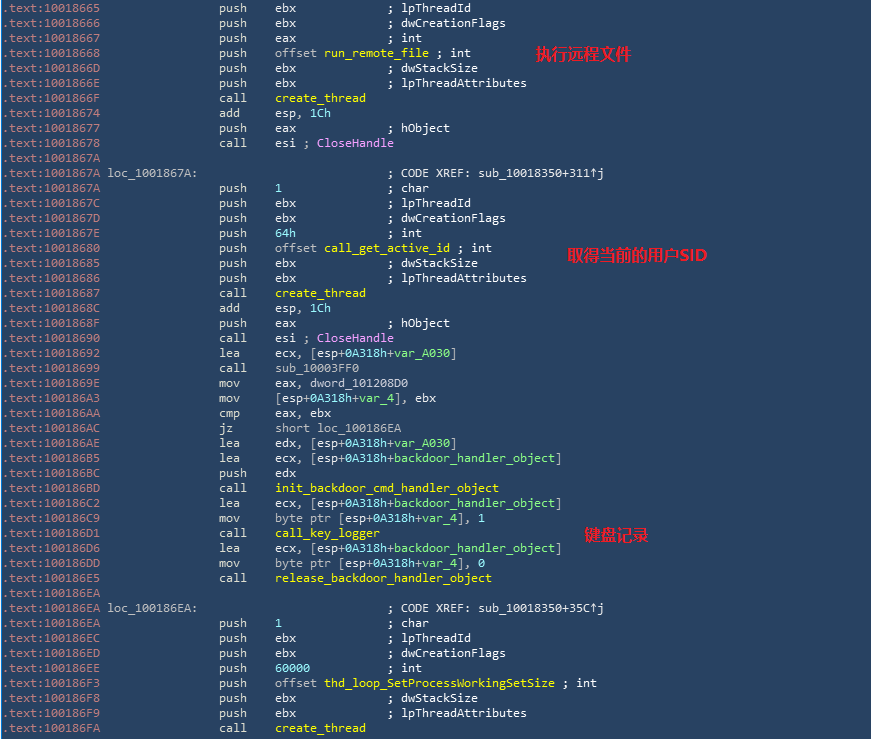 .text:10018665 push ebx ; lpThreadId
.text:10018666 push ebx ; dwCreationFlags
.text:10018667 push eax ; int
.text:10018668 push offset run_remote_file ; int 执行远程文件
.text:1001866D push ebx ; dwStackSize
.text:1001866E push ebx ; lpThreadAttributes
.text:1001866F call create_thread
.text:10018674 add esp, 1Ch
.text:10018677 push eax ; hObject
.text:10018678 call esi ; CloseHandle
.text:1001867A
.text:1001867A loc_1001867A: ; CODE XREF: sub_10018350+311↑j
.text:1001867A push 1 ; char
.text:1001867C push ebx ; lpThreadId
.text:1001867D push ebx ; dwCreationFlags
.text:1001867E push 64h ; int
.text:10018680 push offset call_get_active_id ; int 取得当前的用户SID
.text:10018685 push ebx ; dwStackSize
.text:10018686 push ebx ; lpThreadAttributes
.text:10018687 call create_thread
.text:1001868C add esp, 1Ch
.text:1001868F push eax ; hObject
.text:10018690 call esi ; CloseHandle
.text:10018692 lea ecx, [esp+0A318h+var_A030]
.text:10018699 call sub_10003FF0
.text:1001869E mov eax, dword_101208D0
.text:100186A3 mov [esp+0A318h+var_4], ebx
.text:100186AA cmp eax, ebx
.text:100186AC jz short loc_100186EA
.text:100186AE lea edx, [esp+0A318h+var_A030]
.text:100186B5 lea ecx, [esp+0A318h+backdoor_handler_object]
.text:100186BC push edx
.text:100186BD call init_backdoor_cmd_handler_object
.text:100186C2 lea ecx, [esp+0A318h+backdoor_handler_object]
.text:100186C9 mov byte ptr [esp+0A318h+var_4], 1
.text:100186D1 call call_key_logger 键盘记录
.text:100186D6 lea ecx, [esp+0A318h+backdoor_handler_object]
.text:100186DD mov byte ptr [esp+0A318h+var_4], 0
.text:100186E5 call release_backdoor_handler_object
.text:100186EA
.text:100186EA loc_100186EA: ; CODE XREF: sub_10018350+35C↑j
.text:100186EA push 1 ; char
.text:100186EC push ebx ; lpThreadId
.text:100186ED push ebx ; dwCreationFlags
.text:100186EE push 60000 ; int
.text:100186F3 push offset thd_loop_SetProcessWorkingSetSize ; int
.text:100186F8 push ebx ; dwStackSize
.text:100186F9 push ebx ; lpThreadAttributes
.text:100186FA call create_thread